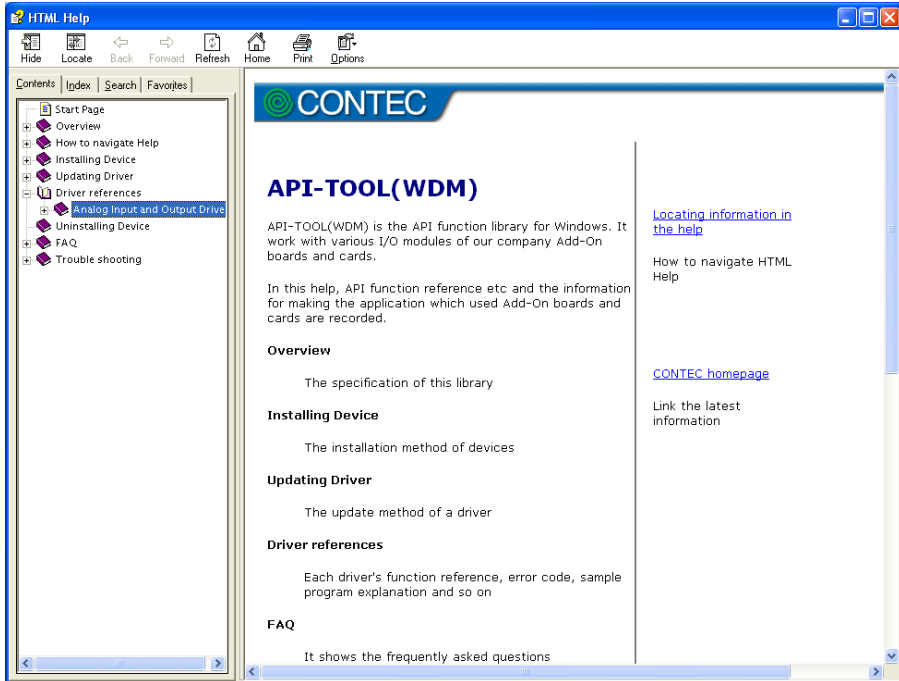 HTML Help
Hide Locate Back Forward Refresh Home Print Options
Contents Index Search Favorites
Start Page
Overview
How to navigate Help
Installing Device
Updating Driver
Driver references
Analog Input and Output Drive
Uninstalling Device
FAQ
Trouble shooting
CONTEC
API-TOOL(WDM)
API-TOOL(WDM) is the API function library for Windows. It
work with various I/O modules of our company Add-On
boards and cards.
In this help, API function reference etc and the information
for making the application which used Add-On boards and
cards are recorded.
Overview
The specification of this library
Installing Device
The installation method of devices
Updating Driver
The update method of a driver
Driver references
Each driver's function reference, error code, sample
program explanation and so on
FAQ
It shows the frequently asked questions
Locating information in
the help
How to navigate HTML
Help
CONTEC homepage
Link the latest
information